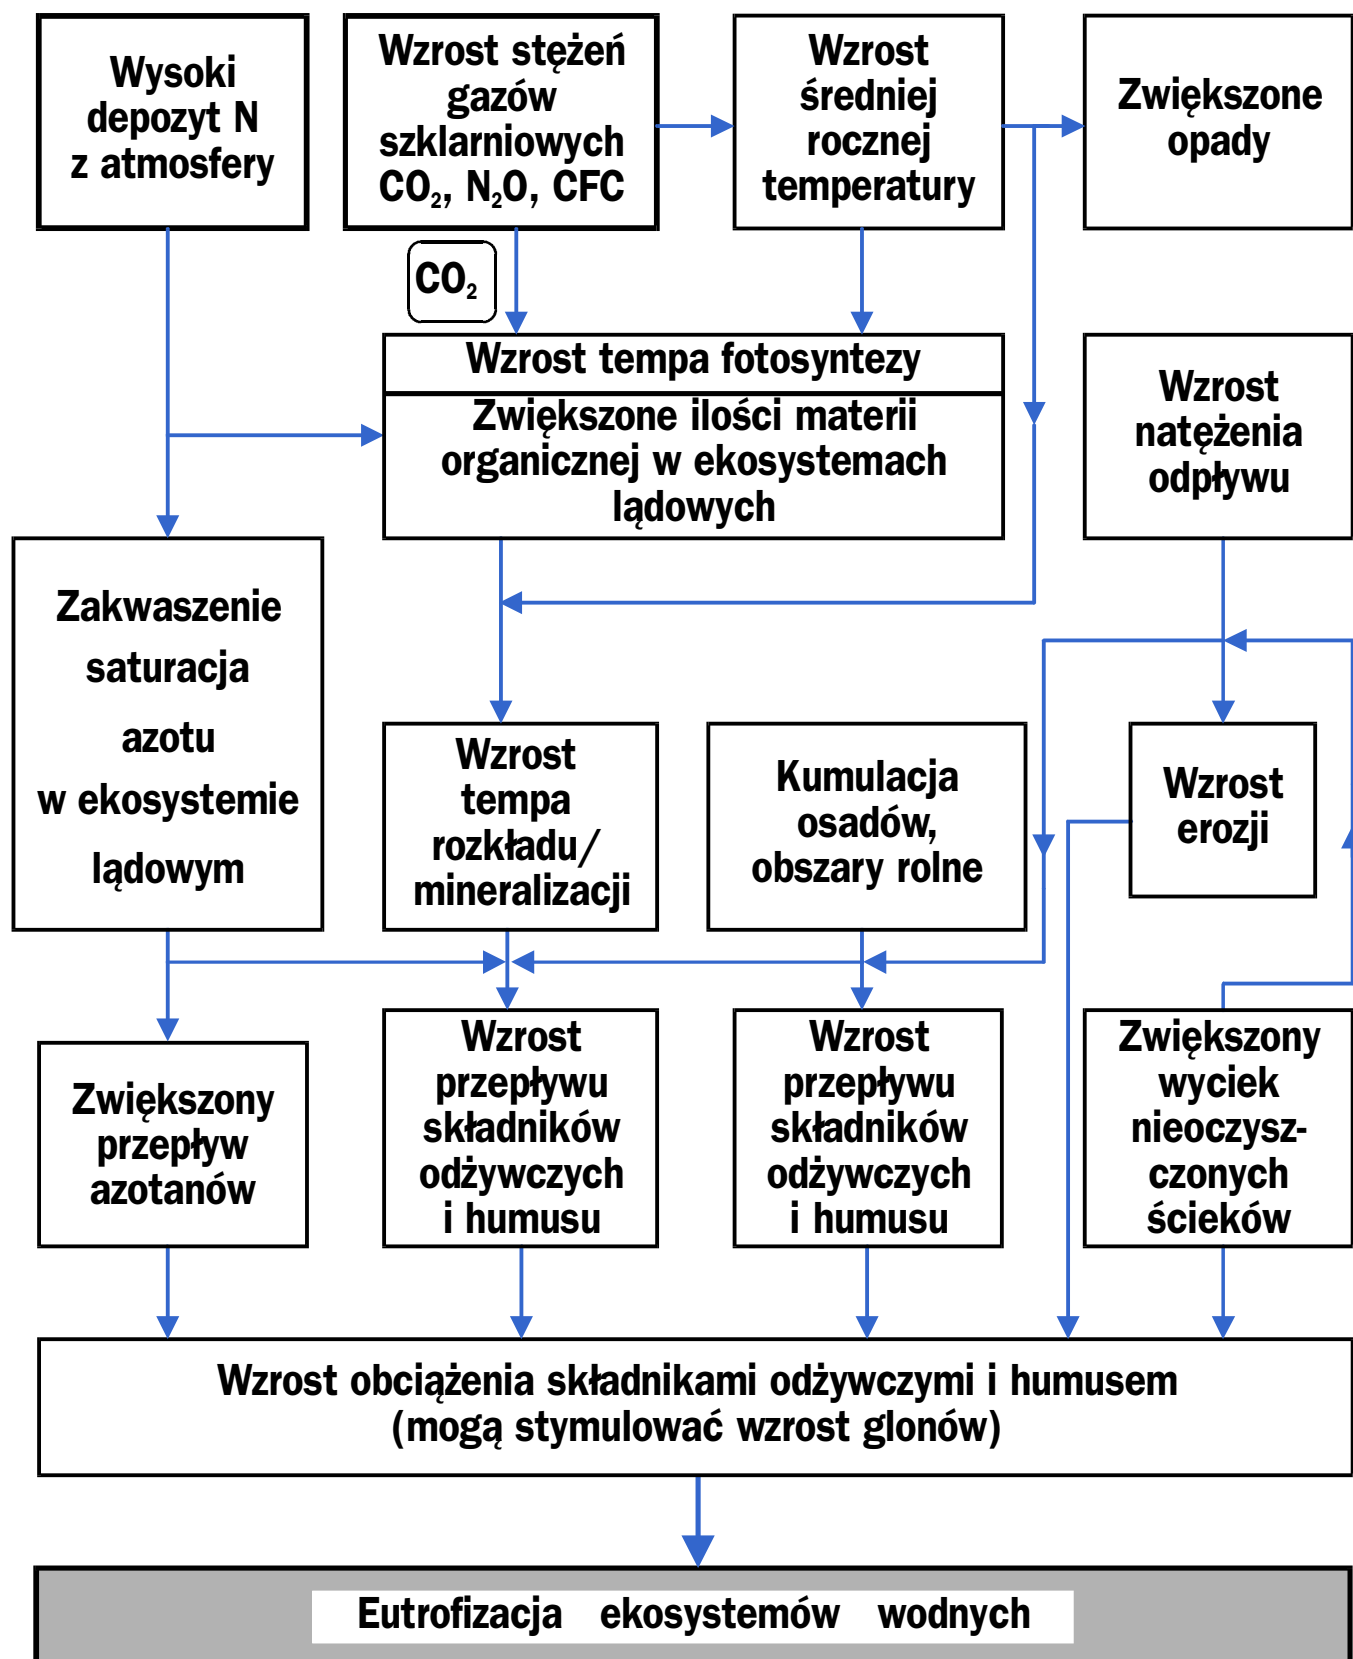 Wysoki
depozyt N
z atmosfery
Wzrost stężeń
gazów
szklarniowych
CO₂, N₂O, CFC
Wzrost
średniej
rocznej
temperatury
Zwiększone
opady
CO₂
Wzrost tempa fotosyntezy
Zwiększone ilości materii
organicznej w ekosystemach
lądowych
Wzrost
natężenia
odpływu
Zakwaszenie
saturacja
azotu
w ekosystemie
lądowym
Wzrost
tempa
rozkładu/
mineralizacji
Kumulacja
osadów,
obszary rolne
Wzrost
erozji
Zwiększony
przepływ
azotanów
Wzrost
przepływu
składników
odżywczych
i humusu
Wzrost
przepływu
składników
odżywczych
i humusu
Zwiększony
wyciek
nieoczysz-
czonych
ścieków
Wzrost obciążenia składnikami odżywczymi i humusem
(mogą stymulować wzrost glonów)
Eutrofizacja ekosystemów wodnych